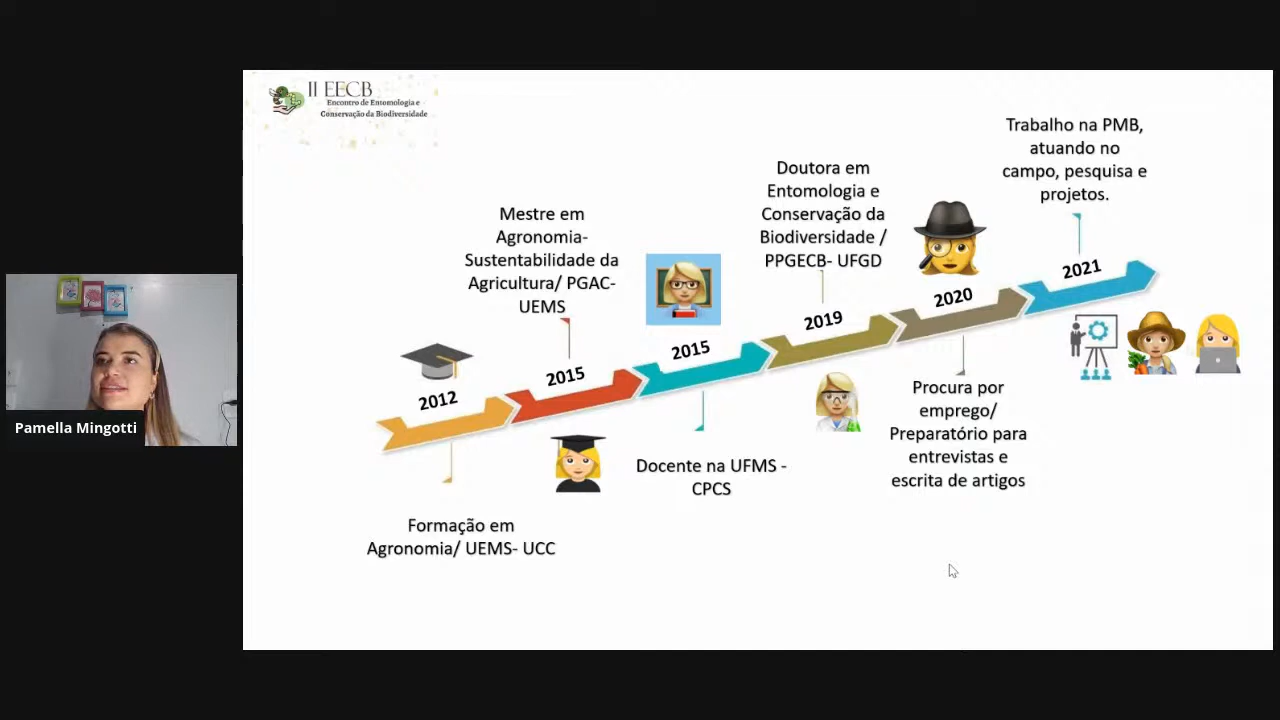 II EECB
Encontro de Entomologia e
Conservação da Biodiversidade
Pamella Mingotti
2012
Formação em
Agronomia/ UEMS- UCC
Mestre em
Agronomia-
Sustentabilidade da
Agricultura/ PGAC-
UEMS
2015
2015
Docente na UFMS -
CPCS
Doutora em
Entomologia e
Conservação da
Biodiversidade /
PPGECB- UFGD
2019
2020
Procura por
emprego/
Preparatório para
entrevistas e
escrita de artigos
Trabalho na PMB,
atuando no
campo, pesquisa e
projetos.
2021